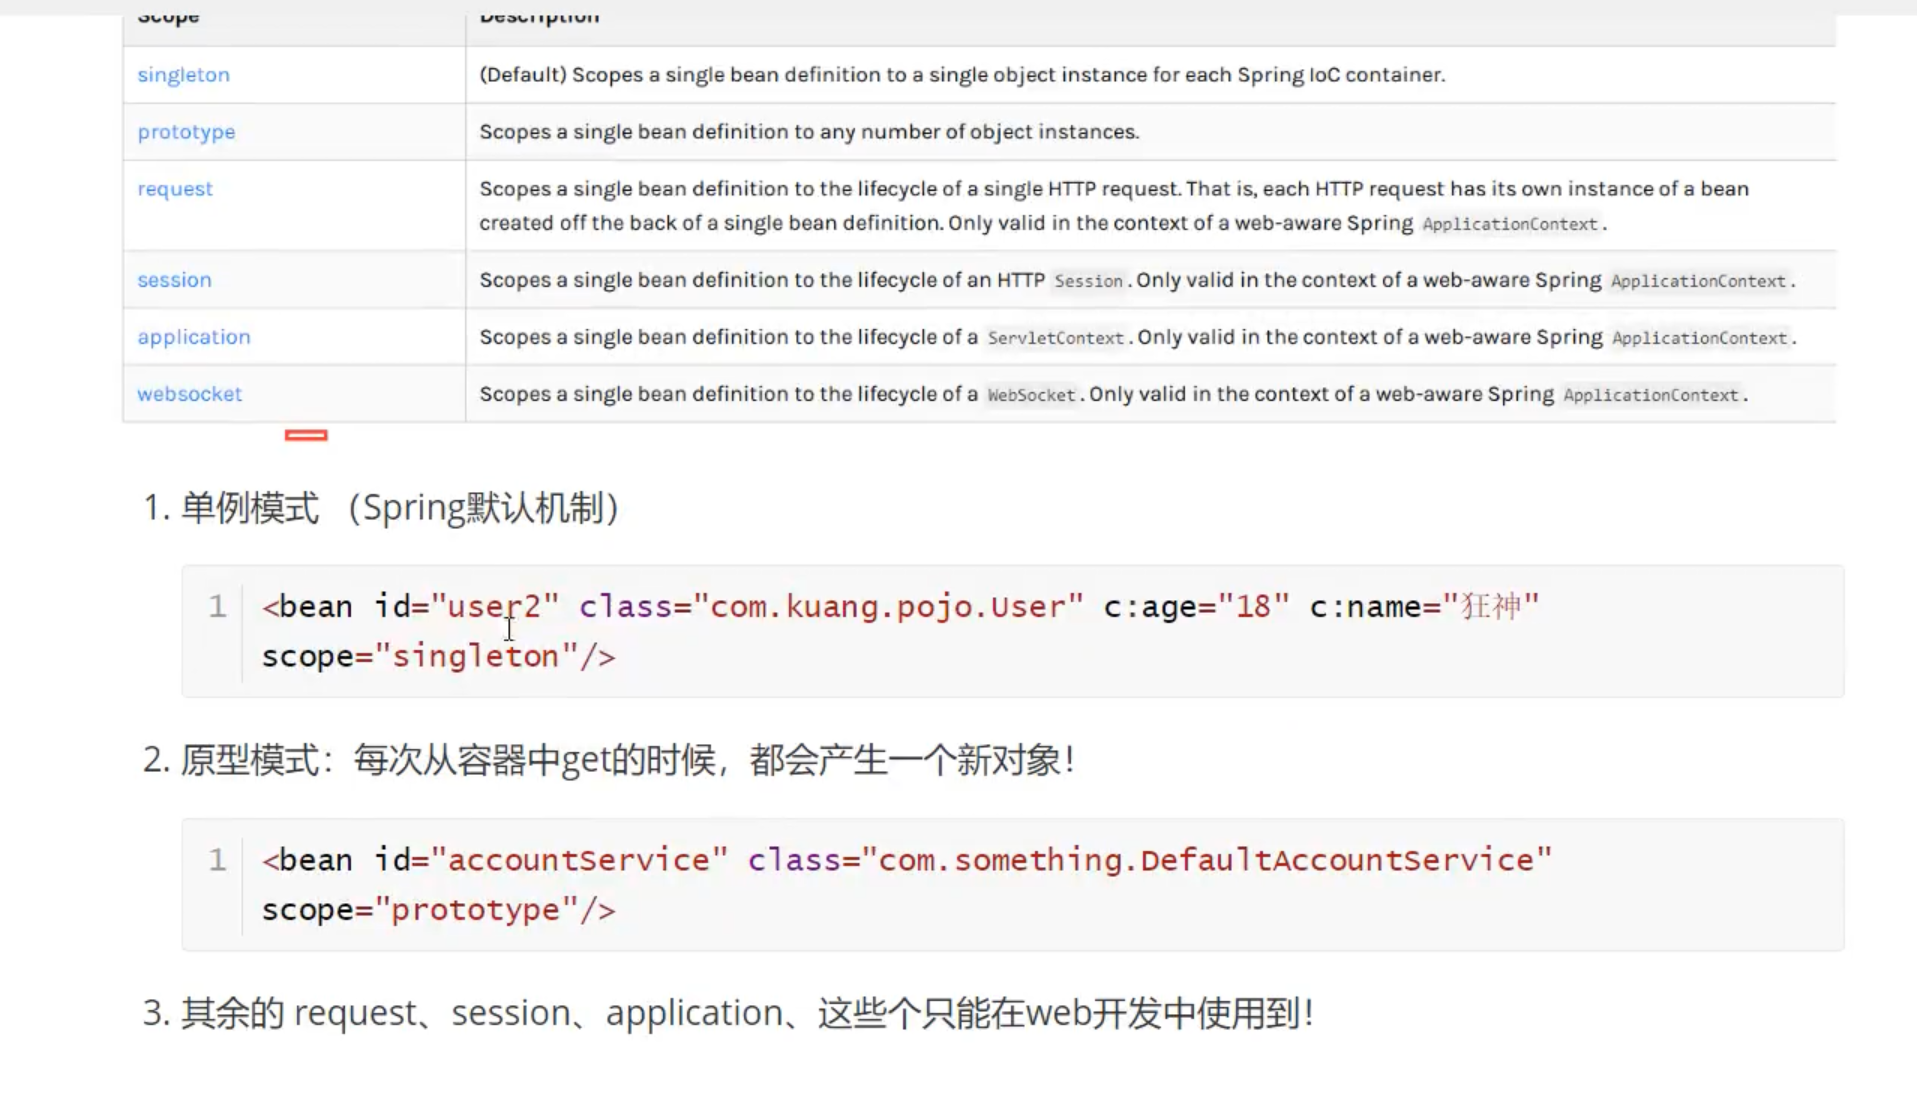 Scope Description
singleton (Default) Scopes a single bean definition to a single object instance for each Spring IoC container.
prototype Scopes a single bean definition to any number of object instances.
request Scopes a single bean definition to the lifecycle of a single HTTP request. That is, each HTTP request has its own instance of a bean
created off the back of a single bean definition. Only valid in the context of a web-aware Spring ApplicationContext.
session Scopes a single bean definition to the lifecycle of an HTTP Session. Only valid in the context of a web-aware Spring ApplicationContext.
application Scopes a single bean definition to the lifecycle of a ServletContext. Only valid in the context of a web-aware Spring ApplicationContext.
websocket Scopes a single bean definition to the lifecycle of a WebSocket. Only valid in the context of a web-aware Spring ApplicationContext.
1. 单例模式 （Spring默认机制）
1 <bean id="user2" class="com.kuang.pojo.User" c:age="18" c:name="狂神"
scope="singleton"/>
2. 原型模式：每次从容器中get的时候，都会产生一个新对象！
1 <bean id="accountService" class="com.something.DefaultAccountService"
scope="prototype"/>
3. 其余的 request、session、application、这些个只能在web开发中使用到！